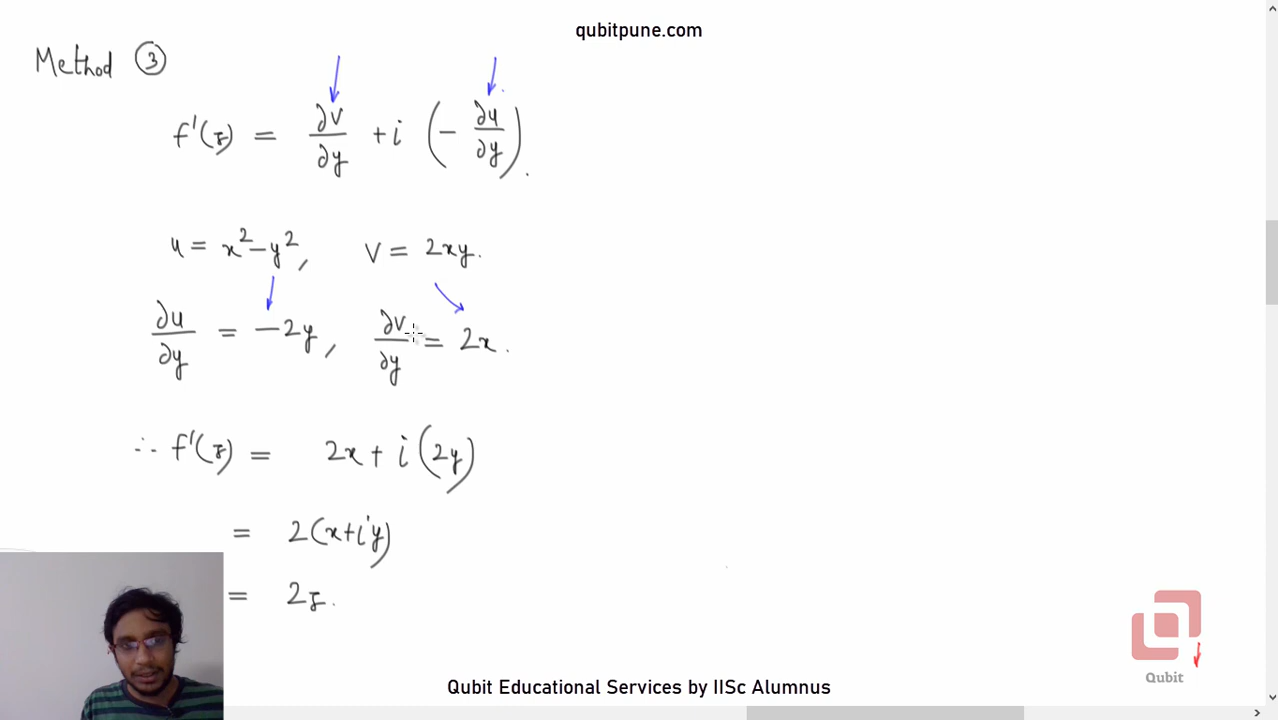 qubitpune.com
Method ③
f'(z) = ∂v/∂y + i (- ∂u/∂y).
u = x² - y², v = 2xy.
∂u/∂y = -2y, ∂v/∂y = 2x.
∴ f'(z) = 2x + i (2y)
= 2(x+iy)
= 2z.
Qubit
Qubit Educational Services by IISc Alumnus